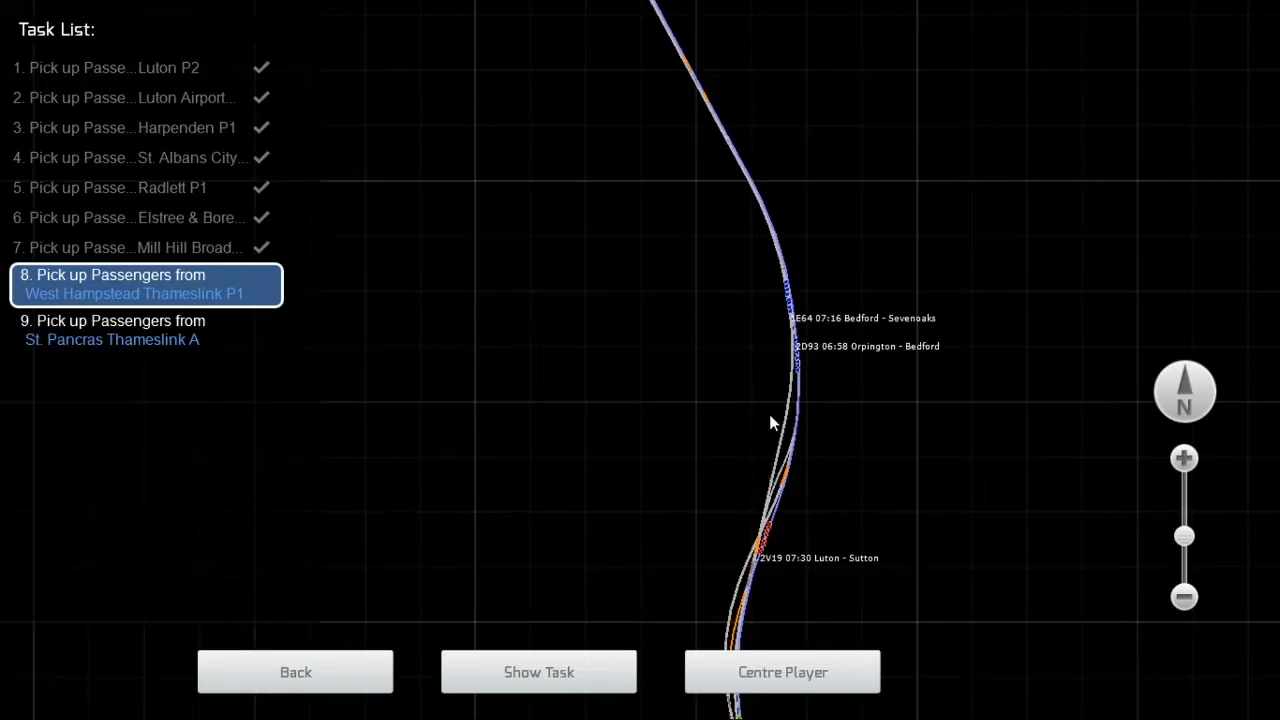 Task List:
1. Pick up Passe...Luton P2
2. Pick up Passe...Luton Airport...
3. Pick up Passe...Harpenden P1
4. Pick up Passe...St. Albans City...
5. Pick up Passe...Radlett P1
6. Pick up Passe...Elstree & Bore...
7. Pick up Passe...Mill Hill Broad...
8. Pick up Passengers from
West Hampstead Thameslink P1
9. Pick up Passengers from
St. Pancras Thameslink A
1E64 07:16 Bedford - Sevenoaks
2D93 06:58 Orpington - Bedford
2V19 07:30 Luton - Sutton
N
Back
Show Task
Centre Player